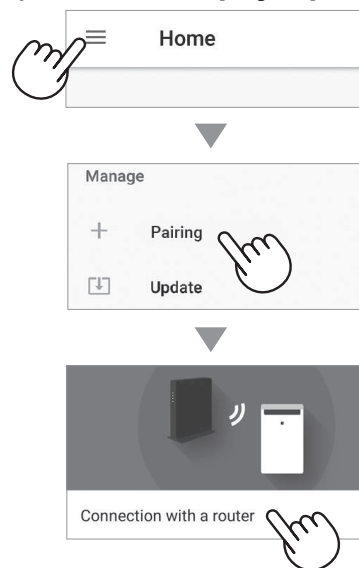 Home
Manage
Pairing
Update
Connection with a router